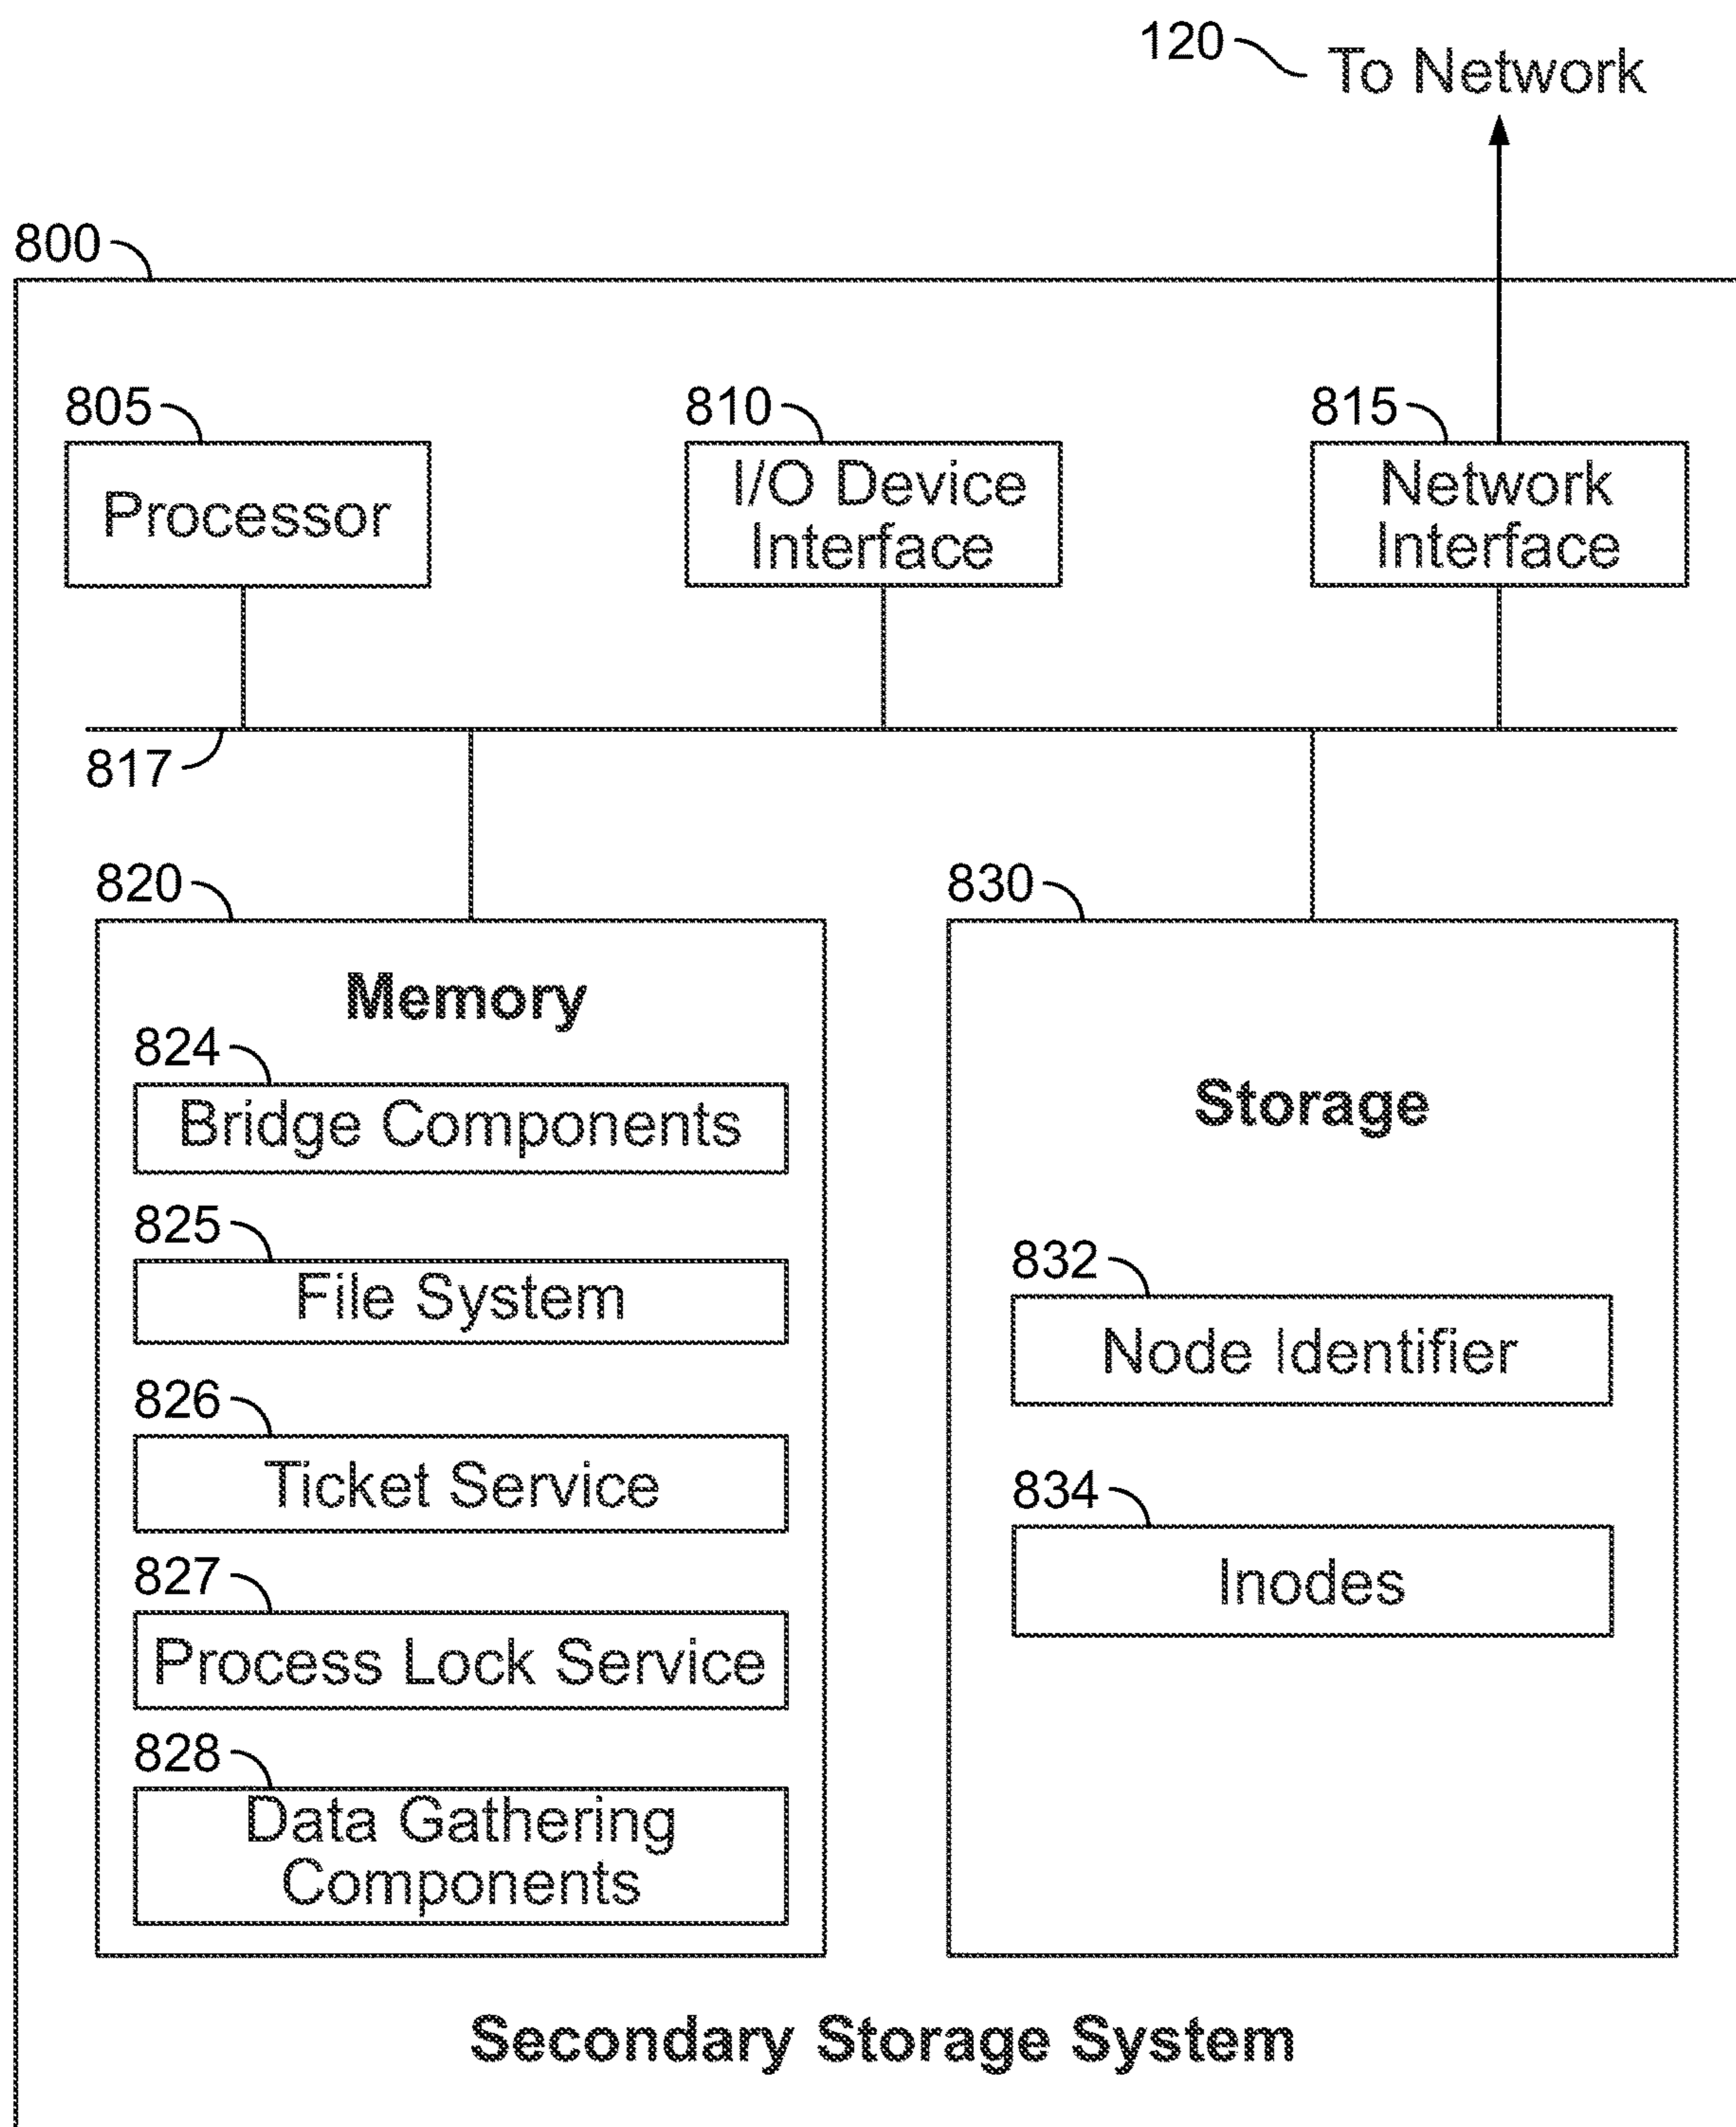 120
To Network
800
805
Processor
810
I/O Device
Interface
815
Network
Interface
817
820
Memory
824
Bridge Components
825
File System
826
Ticket Service
827
Process Lock Service
828
Data Gathering
Components
830
Storage
832
Node Identifier
834
Inodes
Secondary Storage System